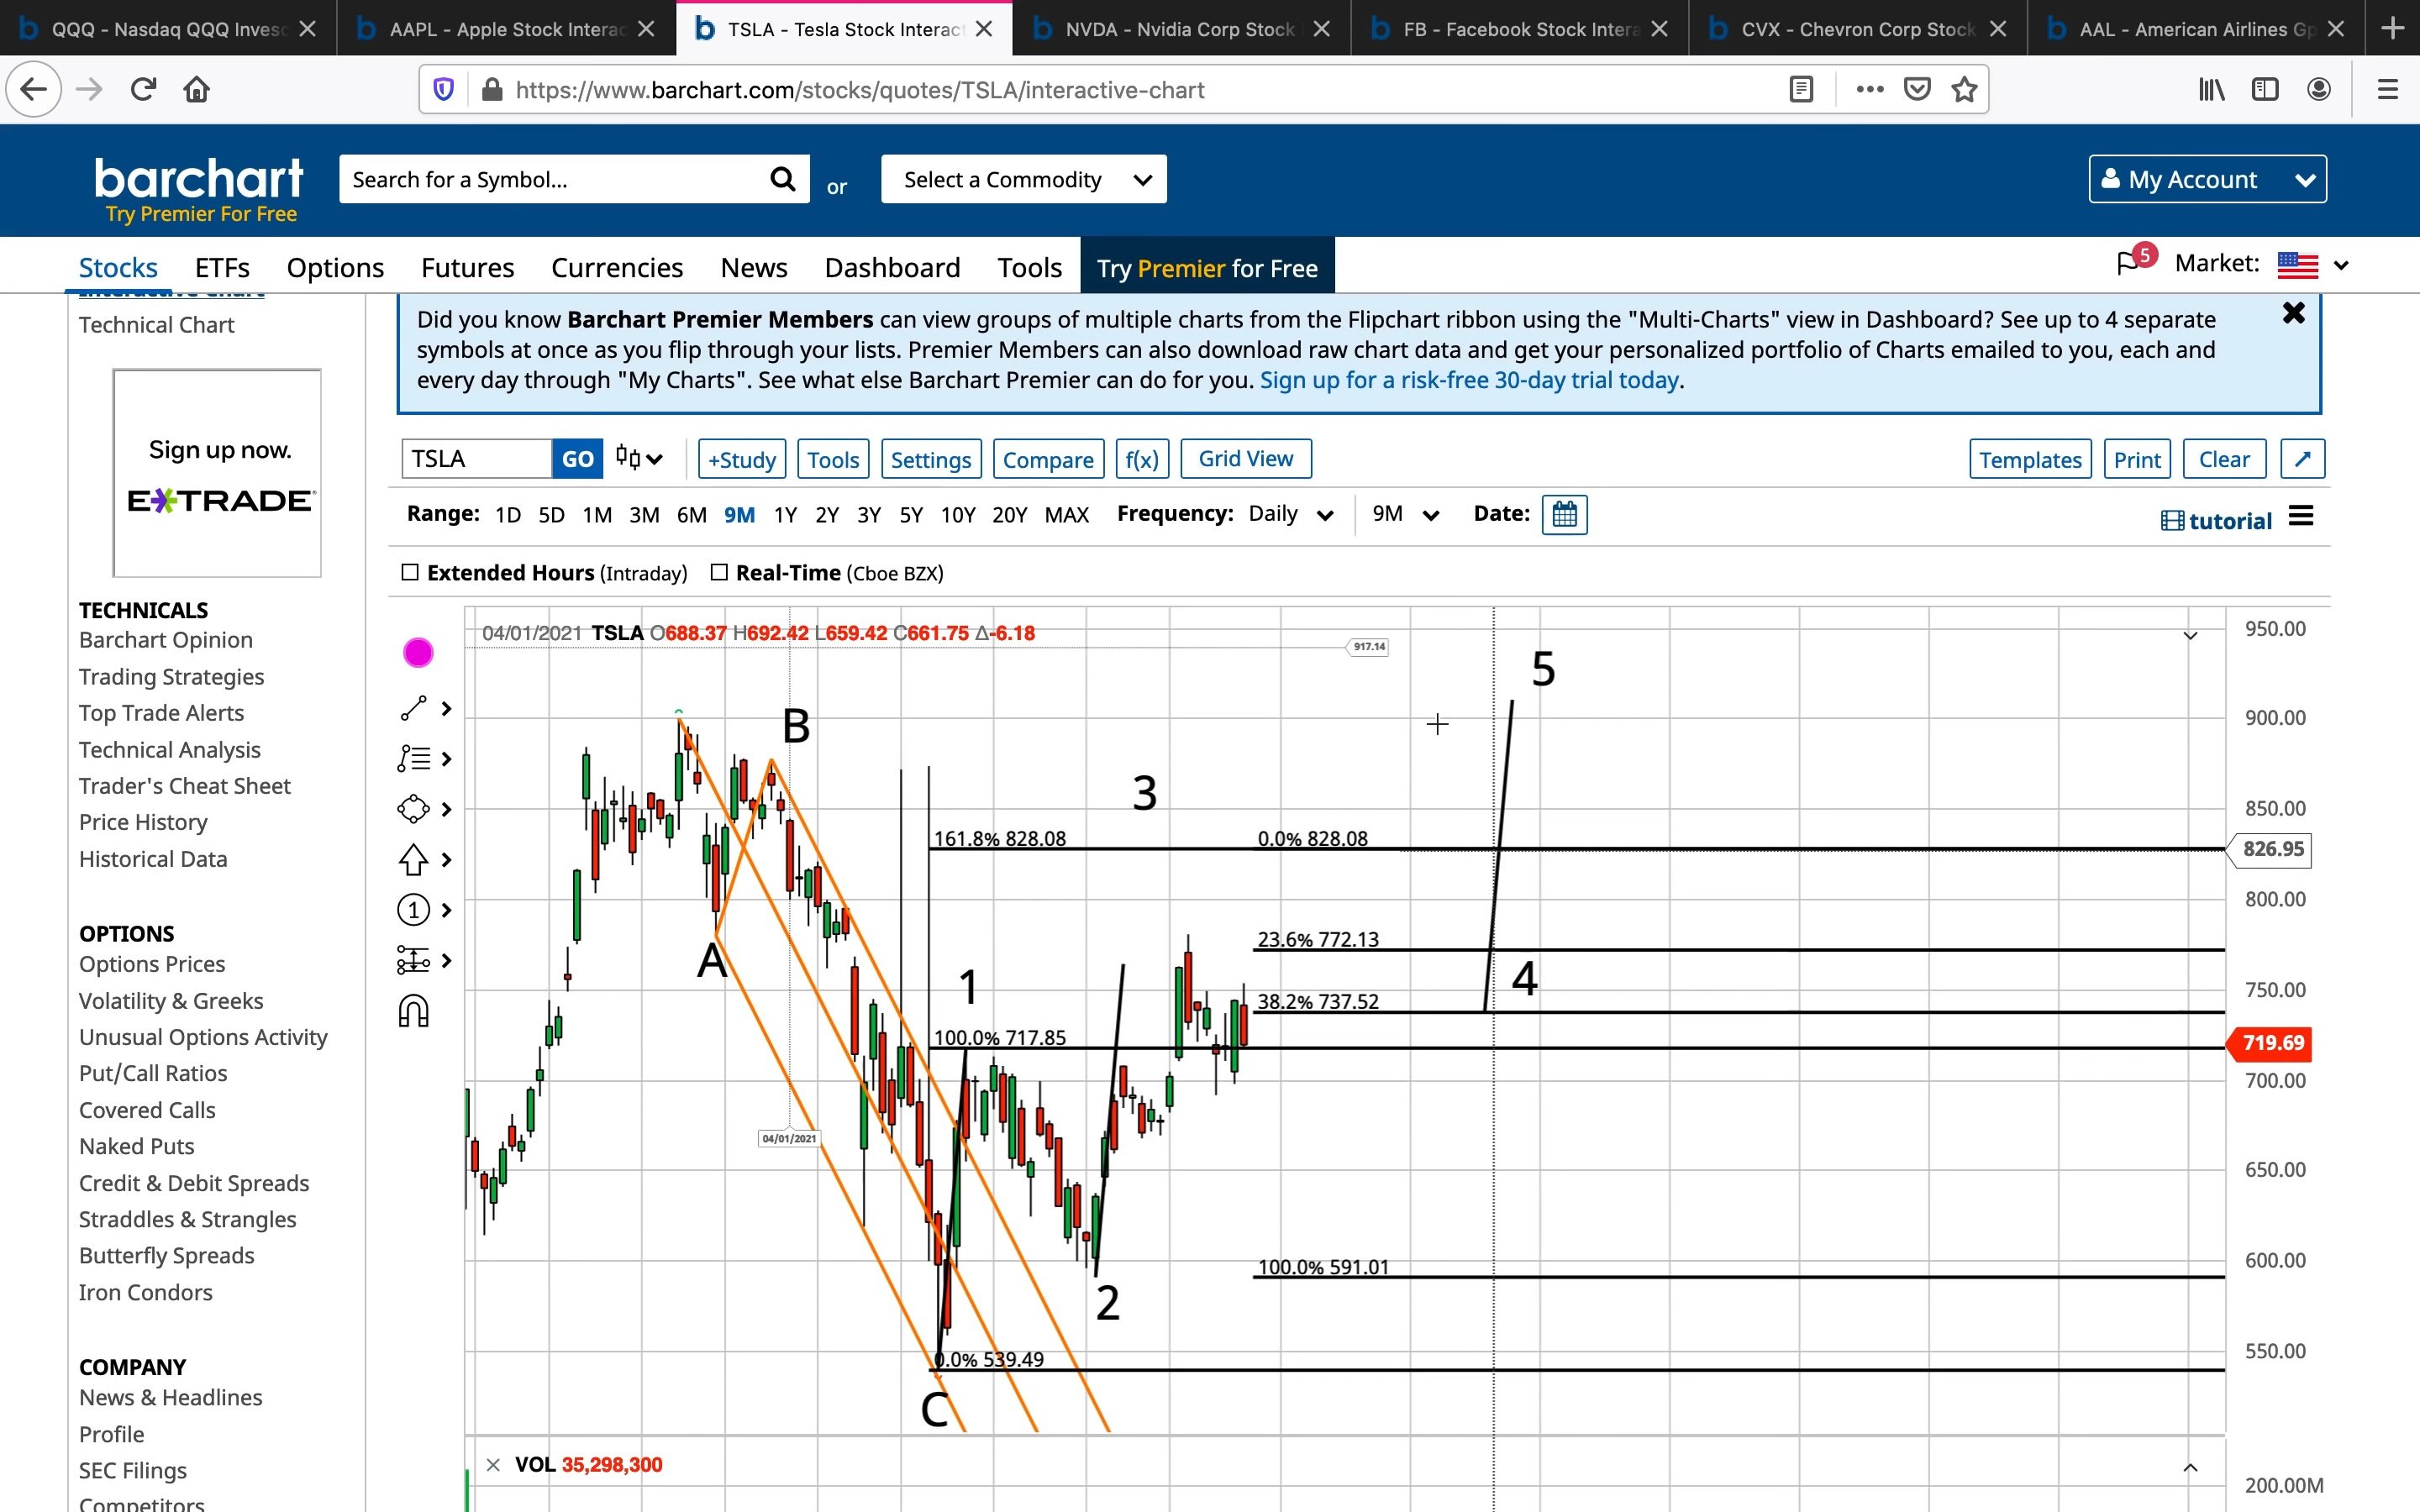 QQQ - Nasdaq QQQ Inves
AAPL - Apple Stock Interac
TSLA - Tesla Stock Interact
NVDA - Nvidia Corp Stock
FB - Facebook Stock Intera
CVX - Chevron Corp Stock
AAL - American Airlines Gp
https://www.barchart.com/stocks/quotes/TSLA/interactive-chart
barchart
Try Premier For Free
Search for a Symbol...
or
Select a Commodity
My Account
Stocks ETFs Options Futures Currencies News Dashboard Tools Try Premier for Free
5 Market:
Interactive Chart
Technical Chart
Did you know Barchart Premier Members can view groups of multiple charts from the Flipchart ribbon using the "Multi-Charts" view in Dashboard? See up to 4 separate
symbols at once as you flip through your lists. Premier Members can also download raw chart data and get your personalized portfolio of Charts emailed to you, each and
every day through "My Charts". See what else Barchart Premier can do for you. Sign up for a risk-free 30-day trial today.
Sign up now.
E*TRADE
TSLA GO +Study Tools Settings Compare f(x) Grid View Templates Print Clear
Range: 1D 5D 1M 3M 6M 9M 1Y 2Y 3Y 5Y 10Y 20Y MAX Frequency: Daily 9M Date: tutorial
Extended Hours (Intraday) Real-Time (Cboe BZX)
TECHNICALS
Barchart Opinion
Trading Strategies
Top Trade Alerts
Technical Analysis
Trader's Cheat Sheet
Price History
Historical Data
OPTIONS
Options Prices
Volatility & Greeks
Unusual Options Activity
Put/Call Ratios
Covered Calls
Naked Puts
Credit & Debit Spreads
Straddles & Strangles
Butterfly Spreads
Iron Condors
COMPANY
News & Headlines
Profile
SEC Filings
Competitors
1
04/01/2021 TSLA O688.37 H692.42 L659.42 C661.75 Δ-6.18
917.14
5
B
3
161.8% 828.08
0.0% 828.08
23.6% 772.13
A
1
4
38.2% 737.52
100.0% 717.85
04/01/2021
100.0% 591.01
2
0.0% 539.49
C
950.00
900.00
850.00
826.95
800.00
750.00
719.69
700.00
650.00
600.00
550.00
VOL 35,298,300
200.00M